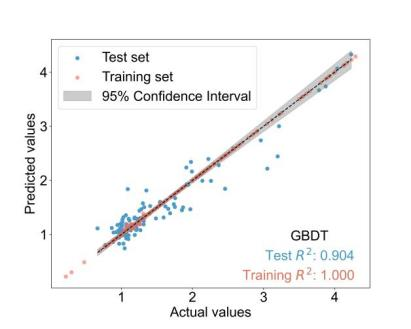 Test set
Training set
95% Confidence Interval
4
3
2
1
Predicted values
GBDT
Test R²: 0.904
Training R²: 1.000
1 2 3 4
Actual values